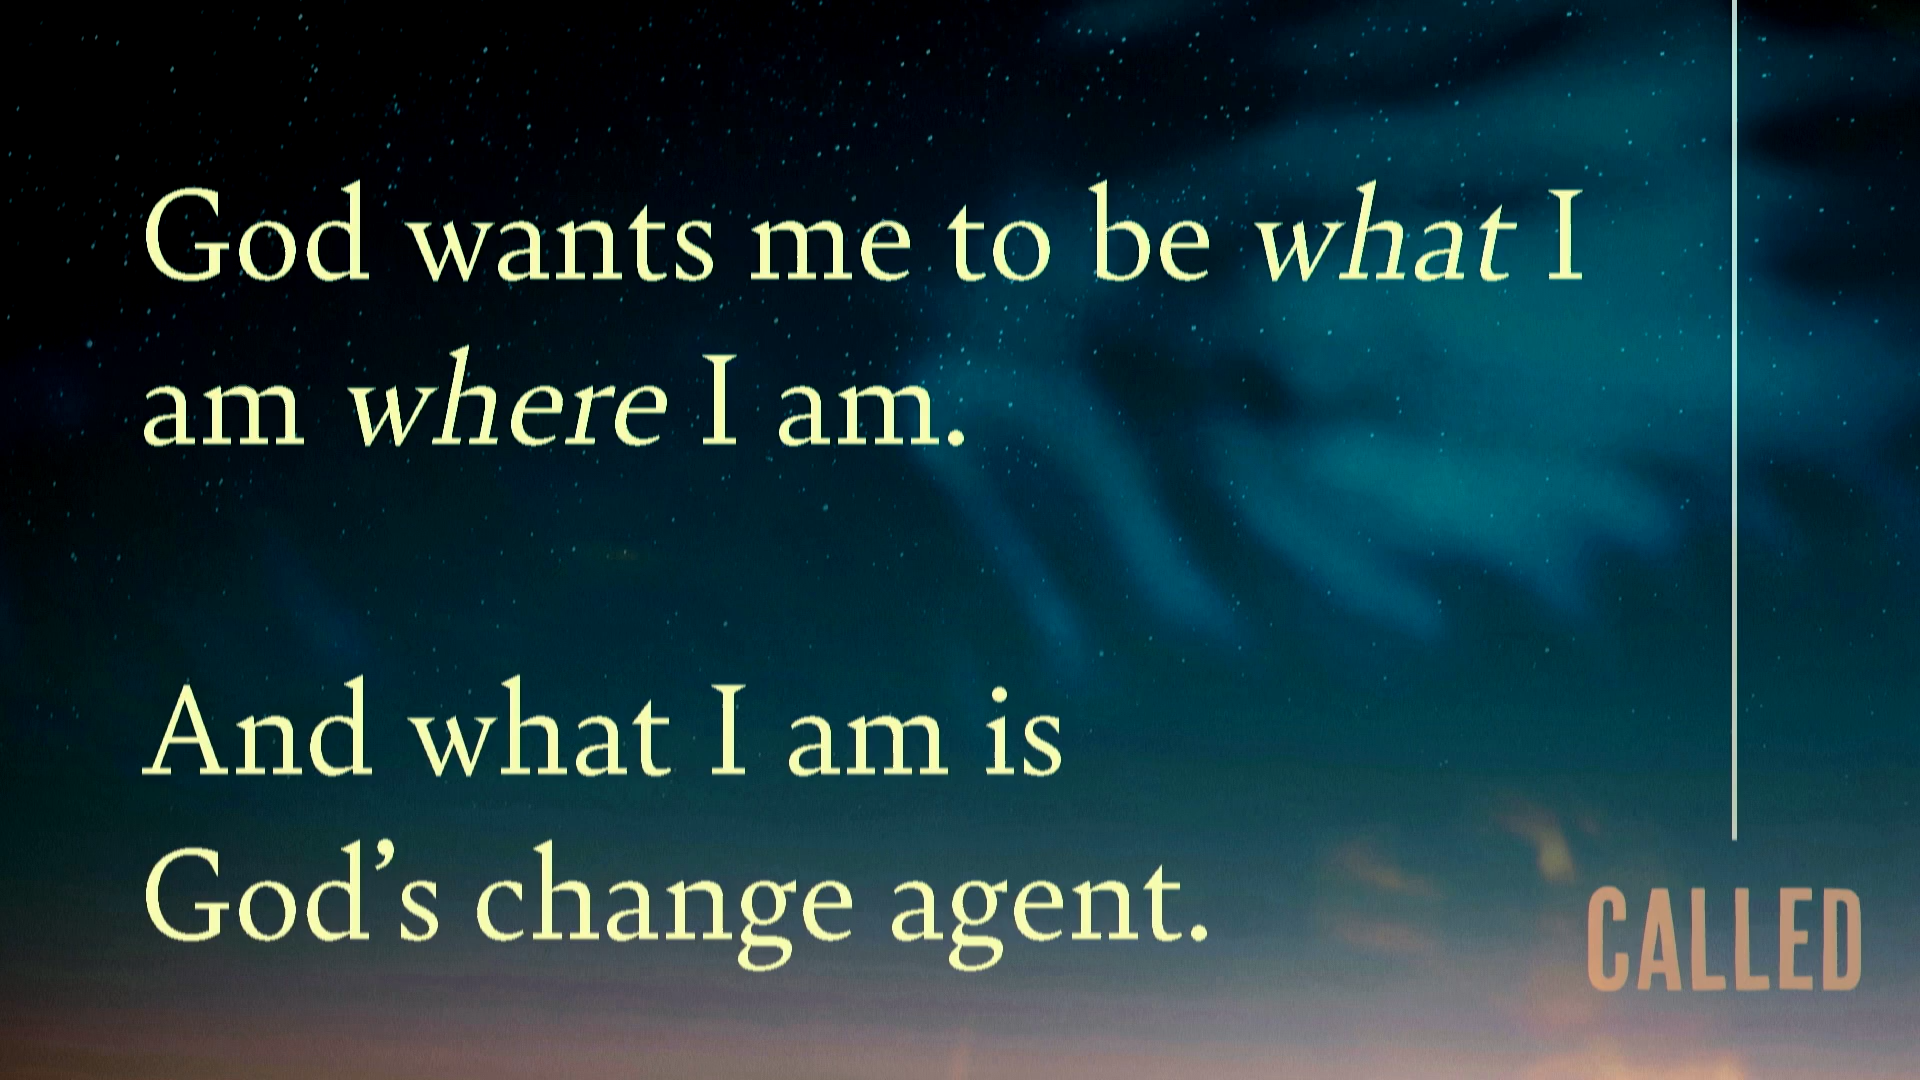 God wants me to be what I
am where I am.
And what I am is
God’s change agent.
CALLED